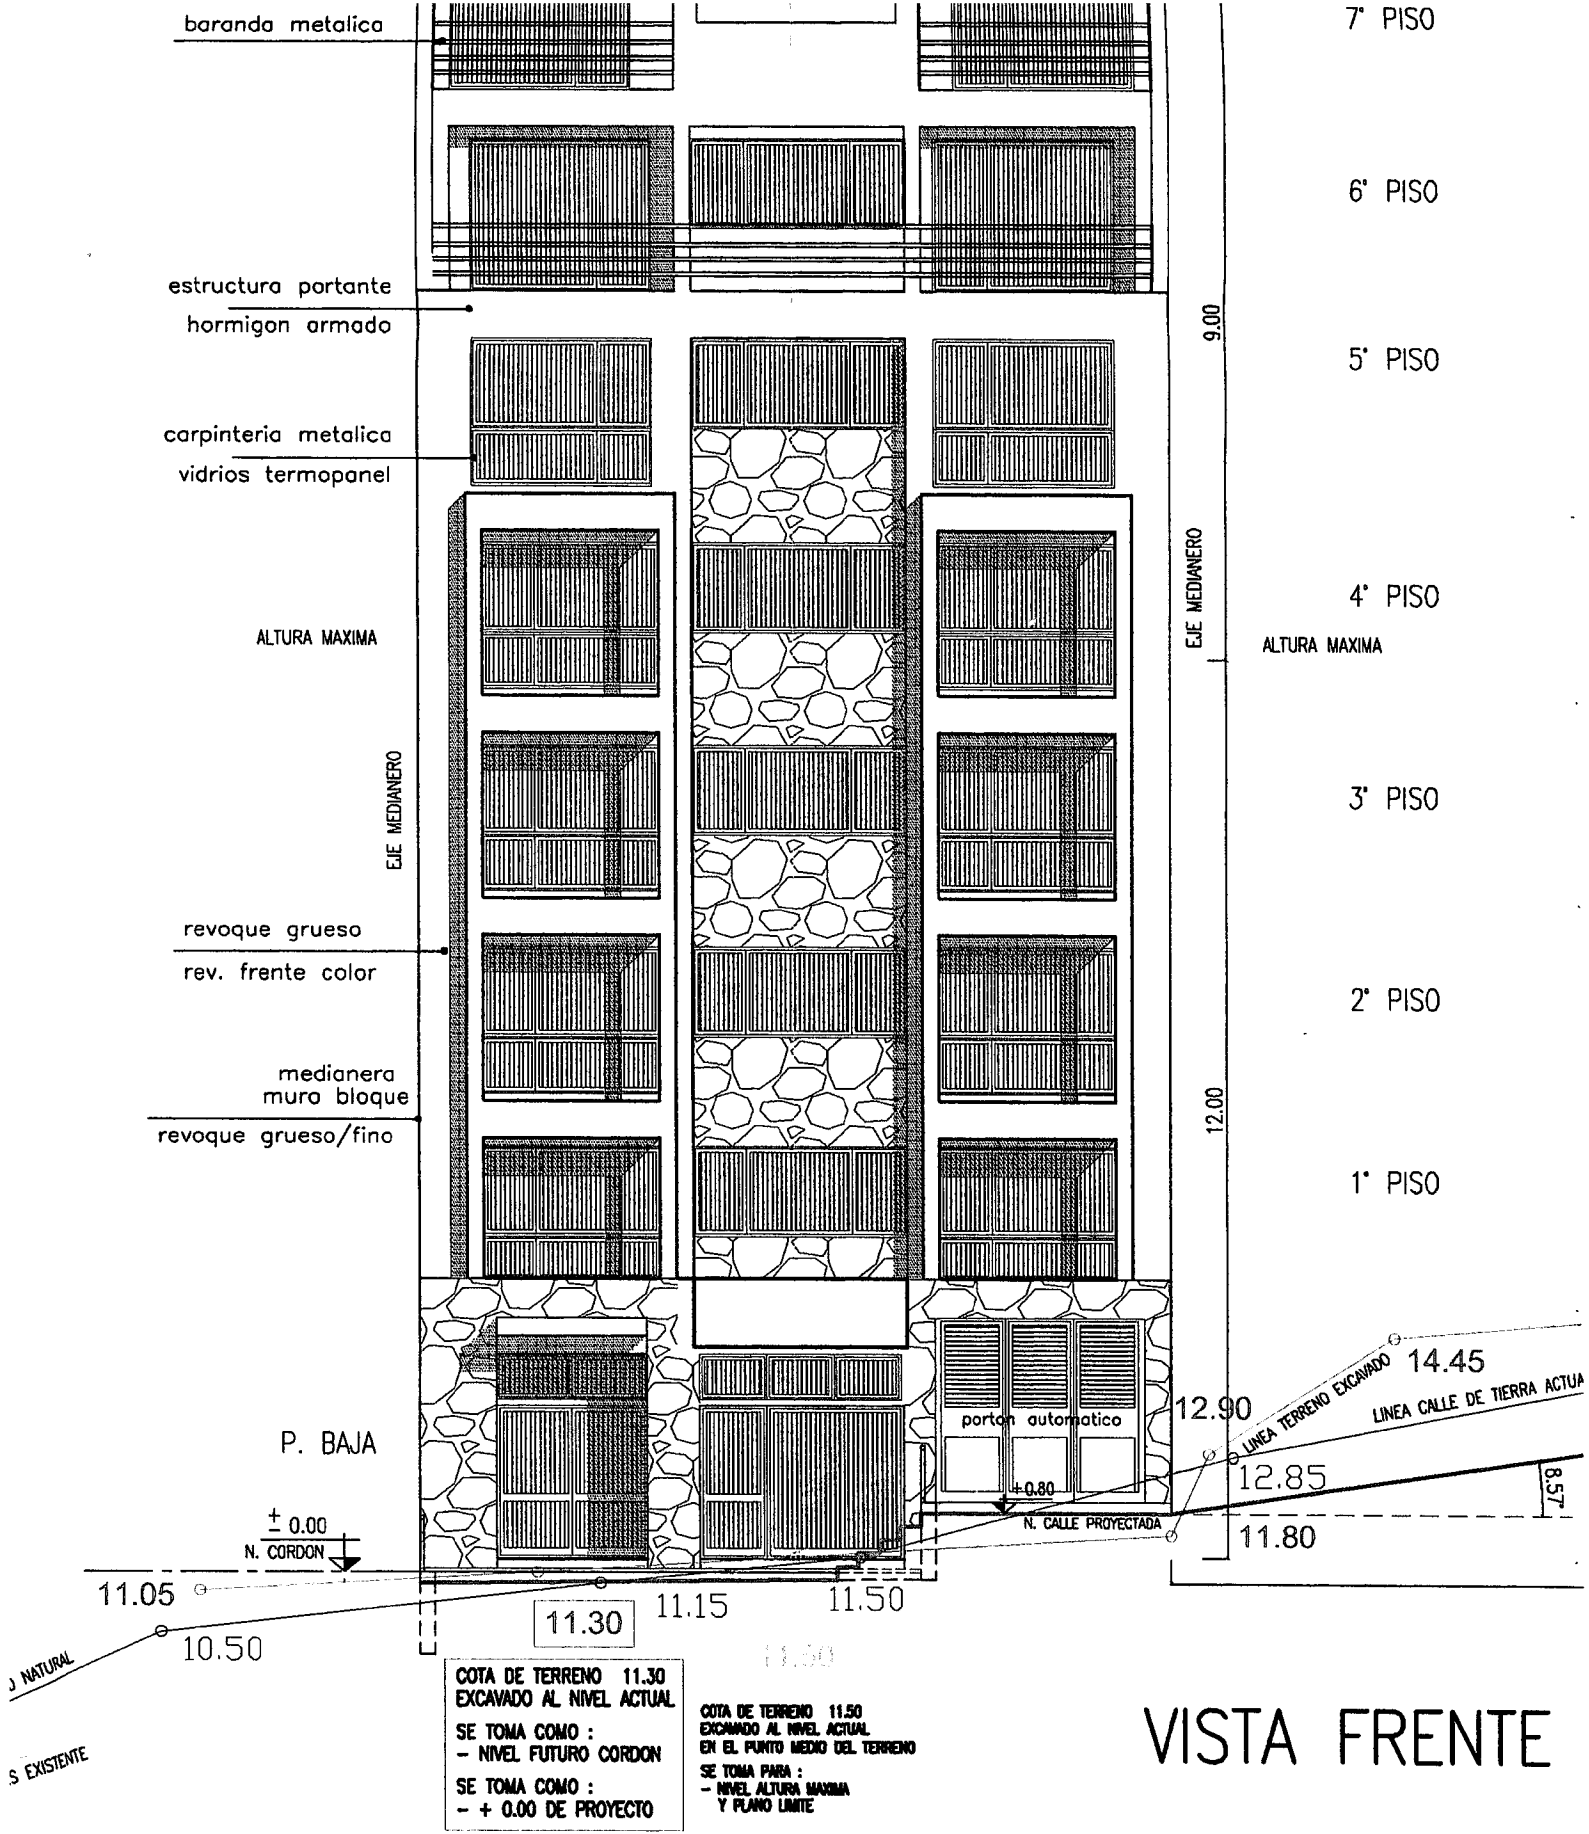 baranda metalica
7° PISO
6° PISO
estructura portante
hormigon armado
9.00
5° PISO
carpinteria metalica
vidrios termopanel
EJE MEDIANERO
4° PISO
ALTURA MAXIMA
ALTURA MAXIMA
EJE MEDIANERO
3° PISO
revoque grueso
rev. frente color
2° PISO
medianera
muro bloque
revoque grueso/fino
12.00
1° PISO
14.45
LINEA TERRENO EXCAVADO
LINEA CALLE DE TIERRA ACTUA
12.90
porton automatico
P. BAJA
12.85
8.57°
+0.80
± 0.00
N. CORDON
N. CALLE PROYECTADA
11.80
11.05
11.30
11.15
11.50
10.50
11.50
NATURAL
S EXISTENTE
COTA DE TERRENO 11.30
EXCAVADO AL NIVEL ACTUAL
SE TOMA COMO :
- NIVEL FUTURO CORDON
SE TOMA COMO :
- + 0.00 DE PROYECTO
COTA DE TERRENO 11.50
EXCAVADO AL NIVEL ACTUAL
EN EL PUNTO MEDIO DEL TERRENO
SE TOMA PARA :
- NIVEL ALTURA MAXIMA
Y PLANO LIMITE
VISTA FRENTE